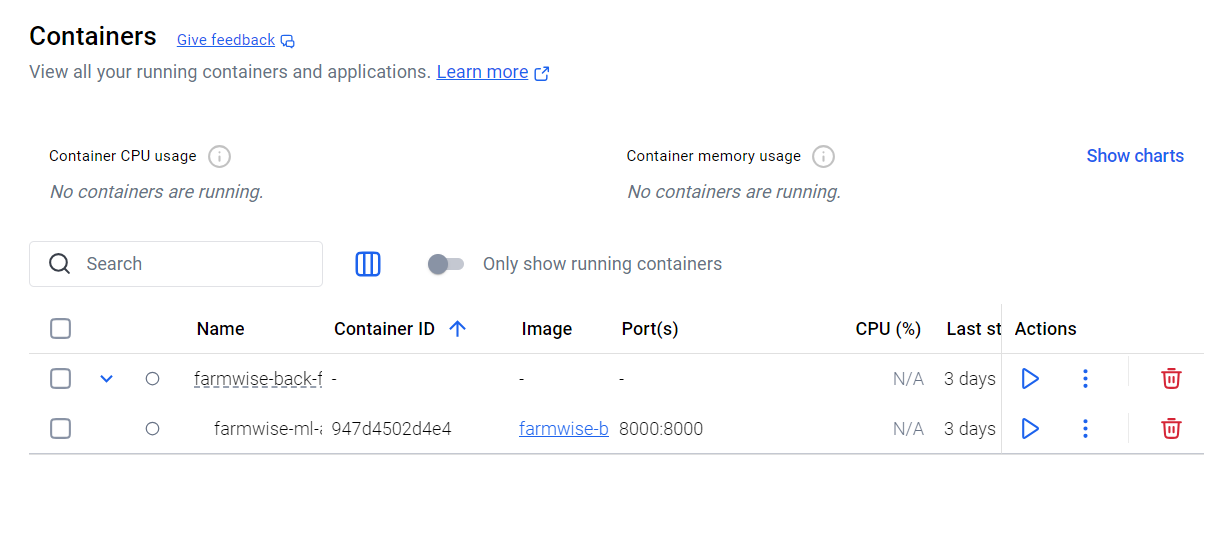 Containers Give feedback
View all your running containers and applications. Learn more
Container CPU usage Container memory usage Show charts
No containers are running. No containers are running.
Search Only show running containers
Name Container ID Image Port(s) CPU (%) Last st Actions
farmwise-back-f - - - N/A 3 days
farmwise-ml-a 947d4502d4e4 farmwise-b 8000:8000 N/A 3 days